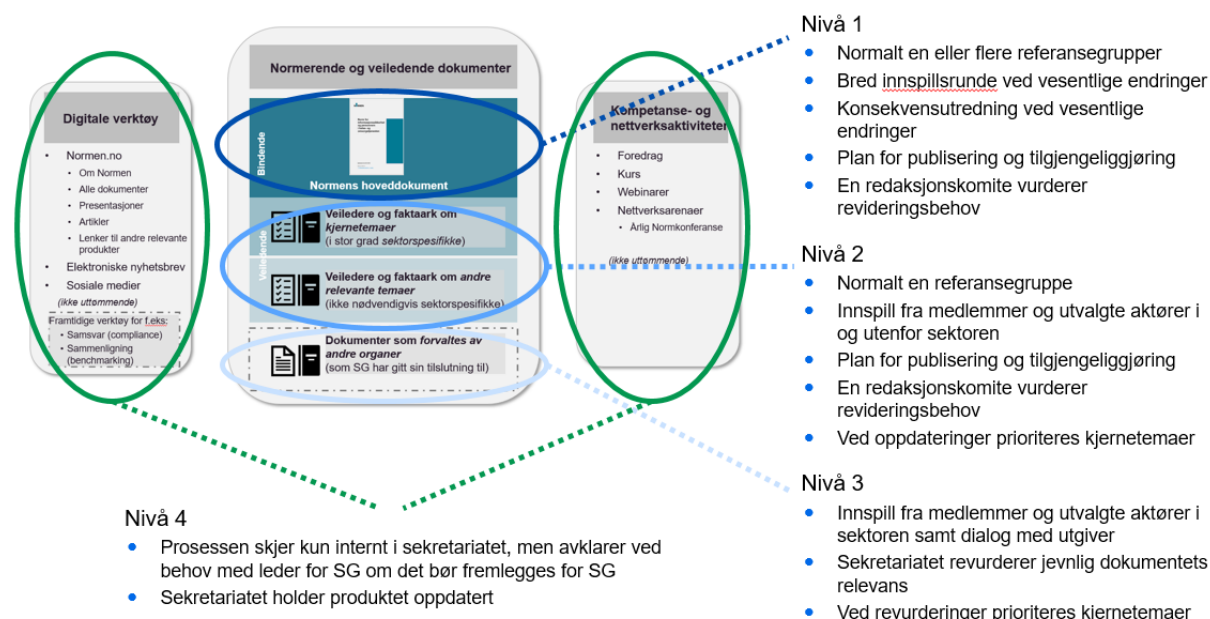 Digitale verktøy
Normen.no
Om Normen
Alle dokumenter
Presentasjoner
Artikler
Lenker til andre relevante
produkter
Elektroniske nyhetsbrev
Sosiale medier
(ikke uttømmende)
Framtidige verktøy for f.eks:
Samsvar (compliance)
Sammenligning
(benchmarking)
Normerende og veiledende dokumenter
Bindende
Normens hoveddokument
Veiledende
Veiledere og faktaark om
kjernetemaer
(i stor grad sektorspesifikke)
Veiledere og faktaark om andre
relevante temaer
(ikke nødvendigvis sektorspesifikke)
Dokumenter som forvaltes av
andre organer
(som SG har gitt sin tilslutning til)
Kompetanse- og
nettverksaktiviteter
Foredrag
Kurs
Webinarer
Nettverksarenaer
Årlig Normkonferanse
(ikke uttømmende)
Nivå 1
Normalt en eller flere referansegrupper
Bred innspillsrunde ved vesentlige endringer
Konsekvensutredning ved vesentlige
endringer
Plan for publisering og tilgjengeliggjøring
En redaksjonskomite vurderer
revideringsbehov
Nivå 2
Normalt en referansegruppe
Innspill fra medlemmer og utvalgte aktører i
og utenfor sektoren
Plan for publisering og tilgjengeliggjøring
En redaksjonskomite vurderer
revideringsbehov
Ved oppdateringer prioriteres kjernetemaer
Nivå 3
Innspill fra medlemmer og utvalgte aktører i
sektoren samt dialog med utgiver
Sekretariatet revurderer jevnlig dokumentets
relevans
Ved revurderinger prioriteres kjernetemaer
Nivå 4
Prosessen skjer kun internt i sekretariatet, men avklarer ved
behov med leder for SG om det bør fremlegges for SG
Sekretariatet holder produktet oppdatert